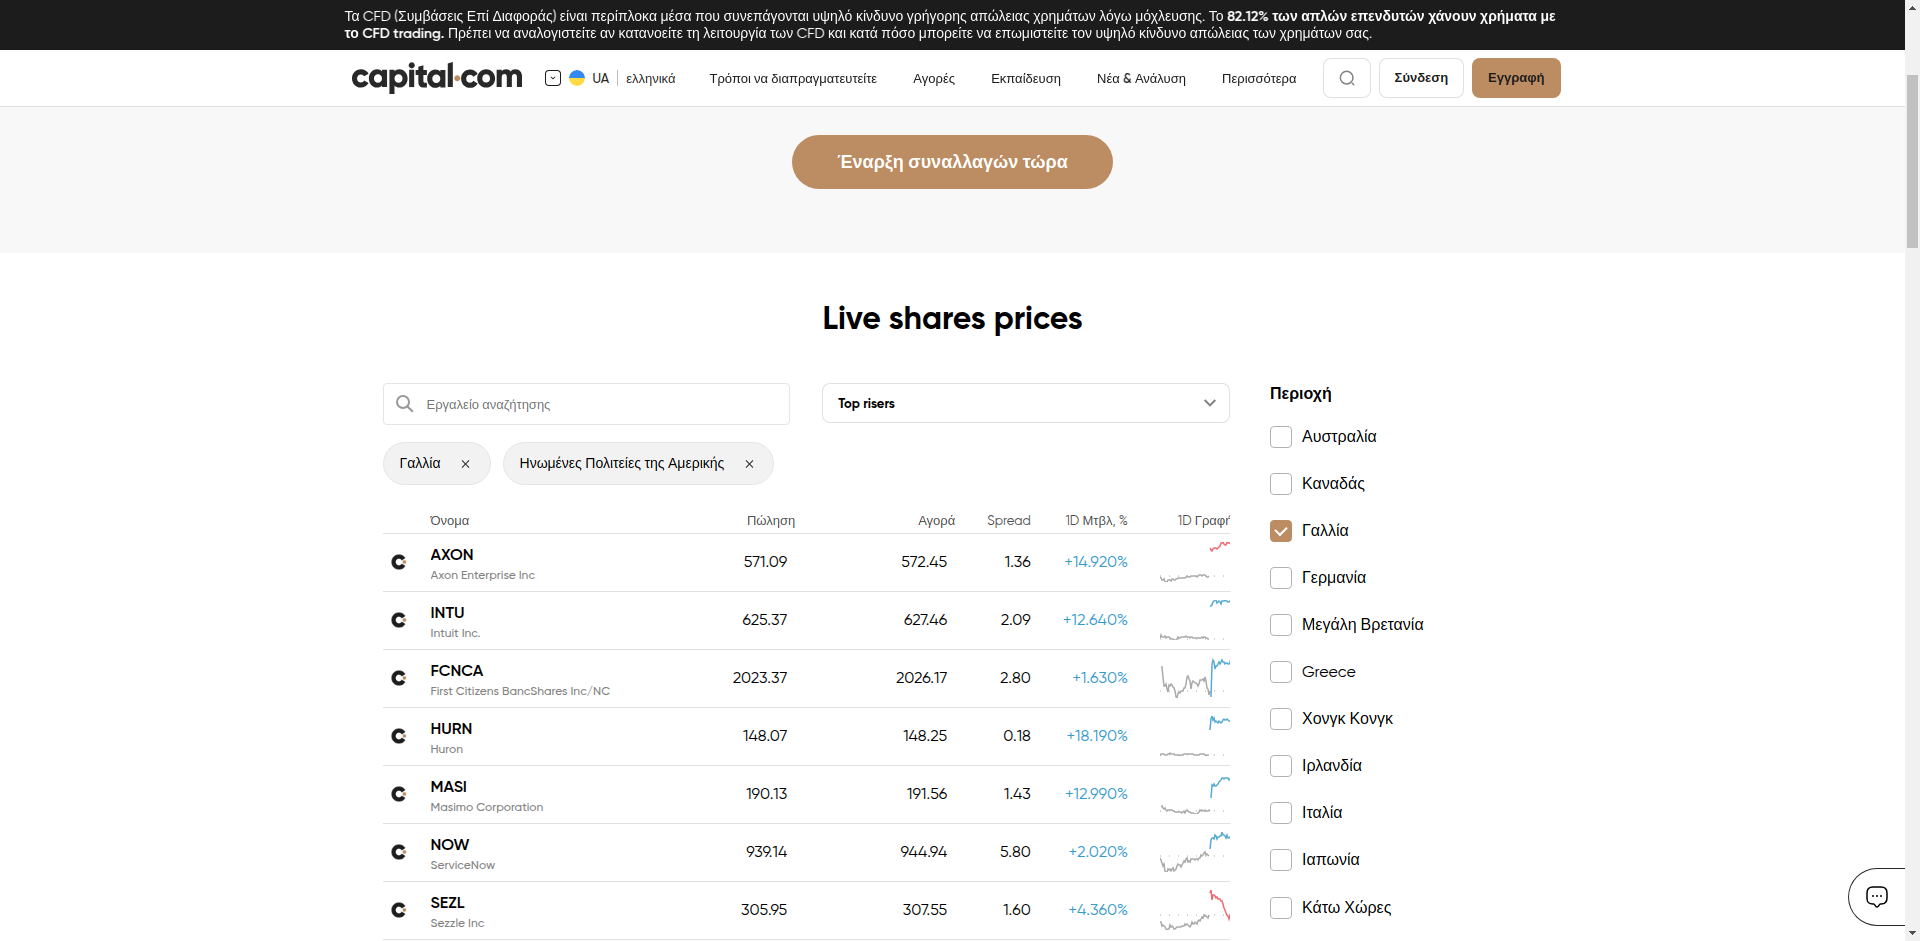 Τα CFD (Συμβάσεις Επί Διαφοράς) είναι περίπλοκα μέσα που συνεπάγονται υψηλό κίνδυνο γρήγορης απώλειας χρημάτων λόγω μόχλευσης. Το 82.12% των απλών επενδυτών χάνουν χρήματα με
το CFD trading. Πρέπει να αναλογιστείτε αν κατανοείτε τη λειτουργία των CFD και κατά πόσο μπορείτε να επωμιστείτε τον υψηλό κίνδυνο απώλειας των χρημάτων σας.
capital.com UA ελληνικά Τρόποι να διαπραγματευτείτε Αγορές Εκπαίδευση Νέα & Ανάλυση Περισσότερα Σύνδεση Εγγραφή
Έναρξη συναλλαγών τώρα
Live shares prices
Εργαλείο αναζήτησης
Top risers
Γαλλία
Ηνωμένες Πολιτείες της Αμερικής
Όνομα Πώληση Αγορά Spread 1D Μτβλ, % 1D Γραφή
AXON 571.09 572.45 1.36 +14.920%
Axon Enterprise Inc
INTU 625.37 627.46 2.09 +12.640%
Intuit Inc.
FCNCA 2023.37 2026.17 2.80 +1.630%
First Citizens BancShares Inc/NC
HURN 148.07 148.25 0.18 +18.190%
Huron
MASI 190.13 191.56 1.43 +12.990%
Masimo Corporation
NOW 939.14 944.94 5.80 +2.020%
ServiceNow
SEZL 305.95 307.55 1.60 +4.360%
Sezzle Inc
Περιοχή
Αυστραλία
Καναδάς
Γαλλία
Γερμανία
Μεγάλη Βρετανία
Greece
Χονγκ Κονγκ
Ιρλανδία
Ιταλία
Ιαπωνία
Κάτω Χώρες